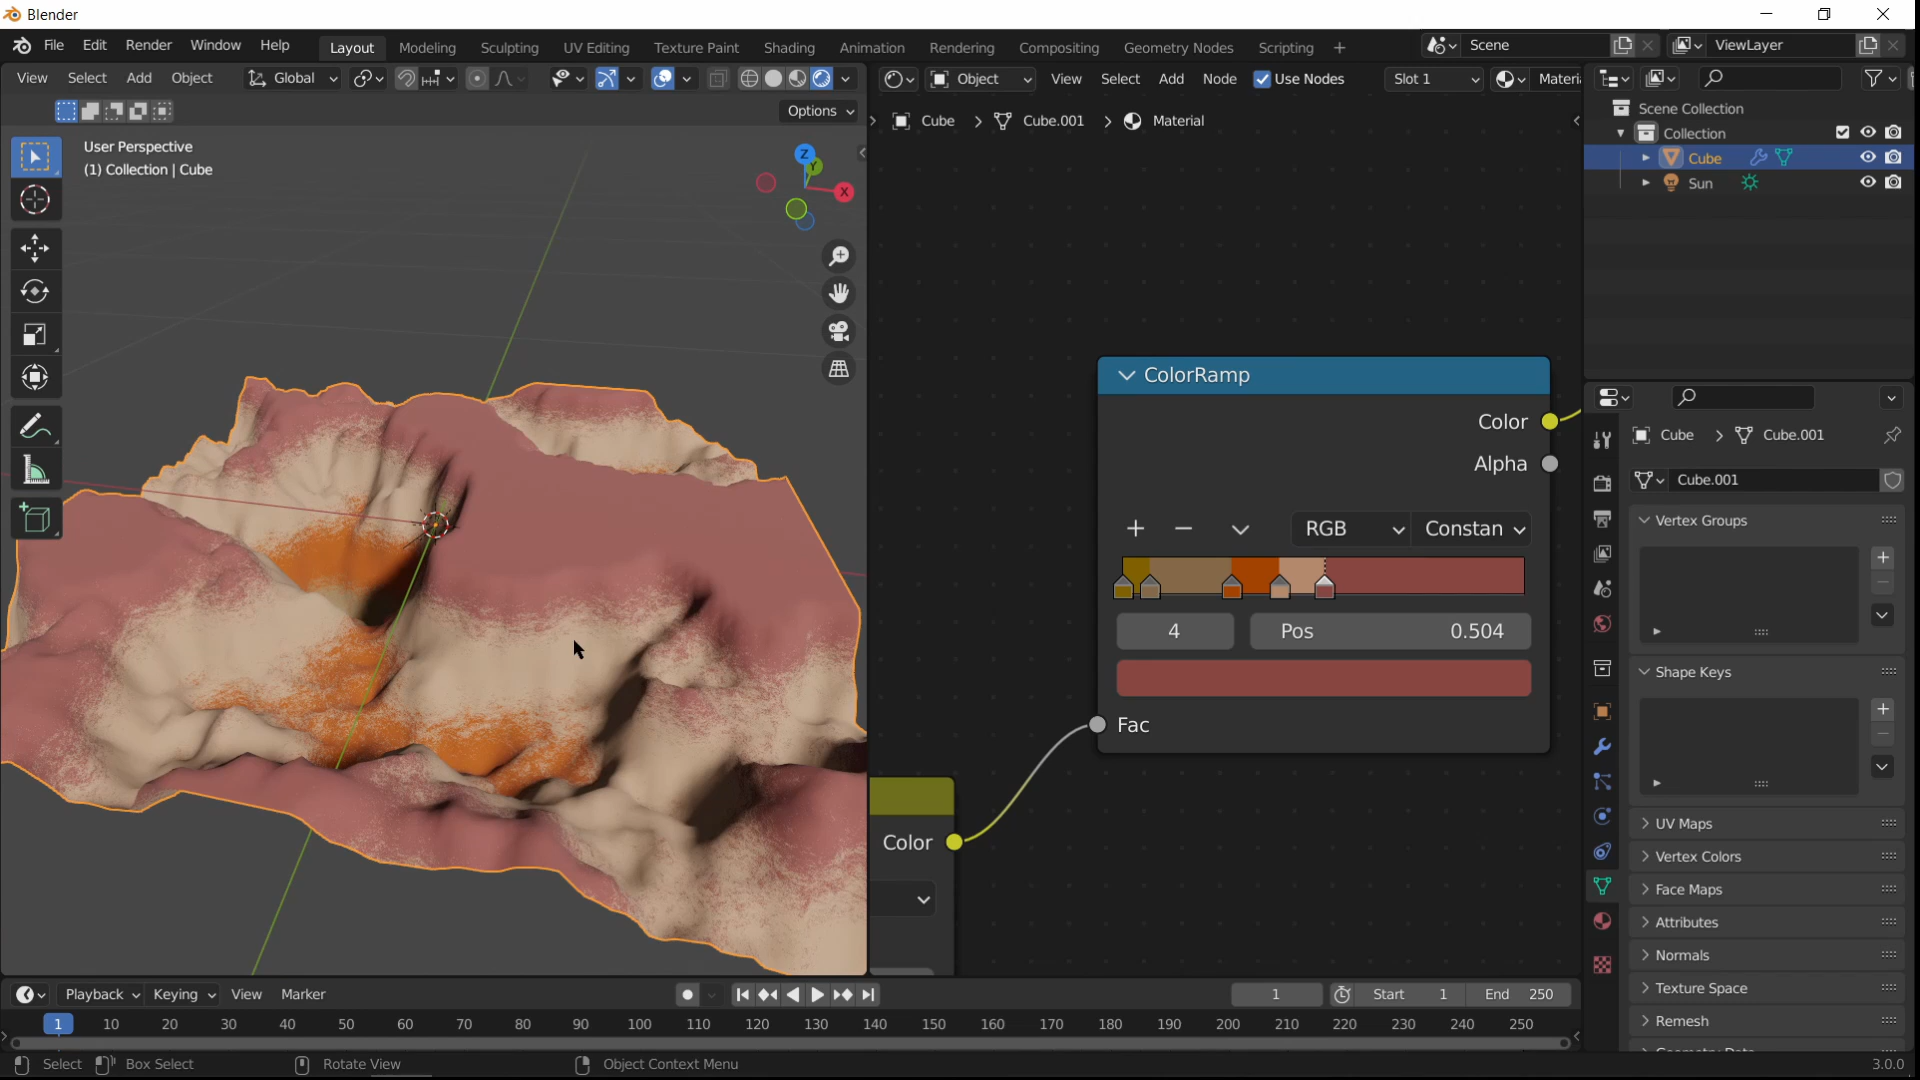 Blender
File Edit Render Window Help Layout Modeling Sculpting UV Editing Texture Paint Shading Animation Rendering Compositing Geometry Nodes Scripting + Scene ViewLayer
View Select Add Object Global
Options
User Perspective
(1) Collection | Cube
Z
Y
X
Object View Select Add Node Use Nodes Slot 1 Materi
Cube > Cube.001 > Material
ColorRamp
Color
Alpha
RGB Constan
4 Pos 0.504
Fac
Color
Scene Collection
Collection
Cube
Sun
Cube > Cube.001
Cube.001
Vertex Groups
Shape Keys
UV Maps
Vertex Colors
Face Maps
Attributes
Normals
Texture Space
Remesh
Playback Keying View Marker 1 Start 1 End 250
1 10 20 30 40 50 60 70 80 90 100 110 120 130 140 150 160 170 180 190 200 210 220 230 240 250
Select Box Select Rotate View Object Context Menu 3.0.0